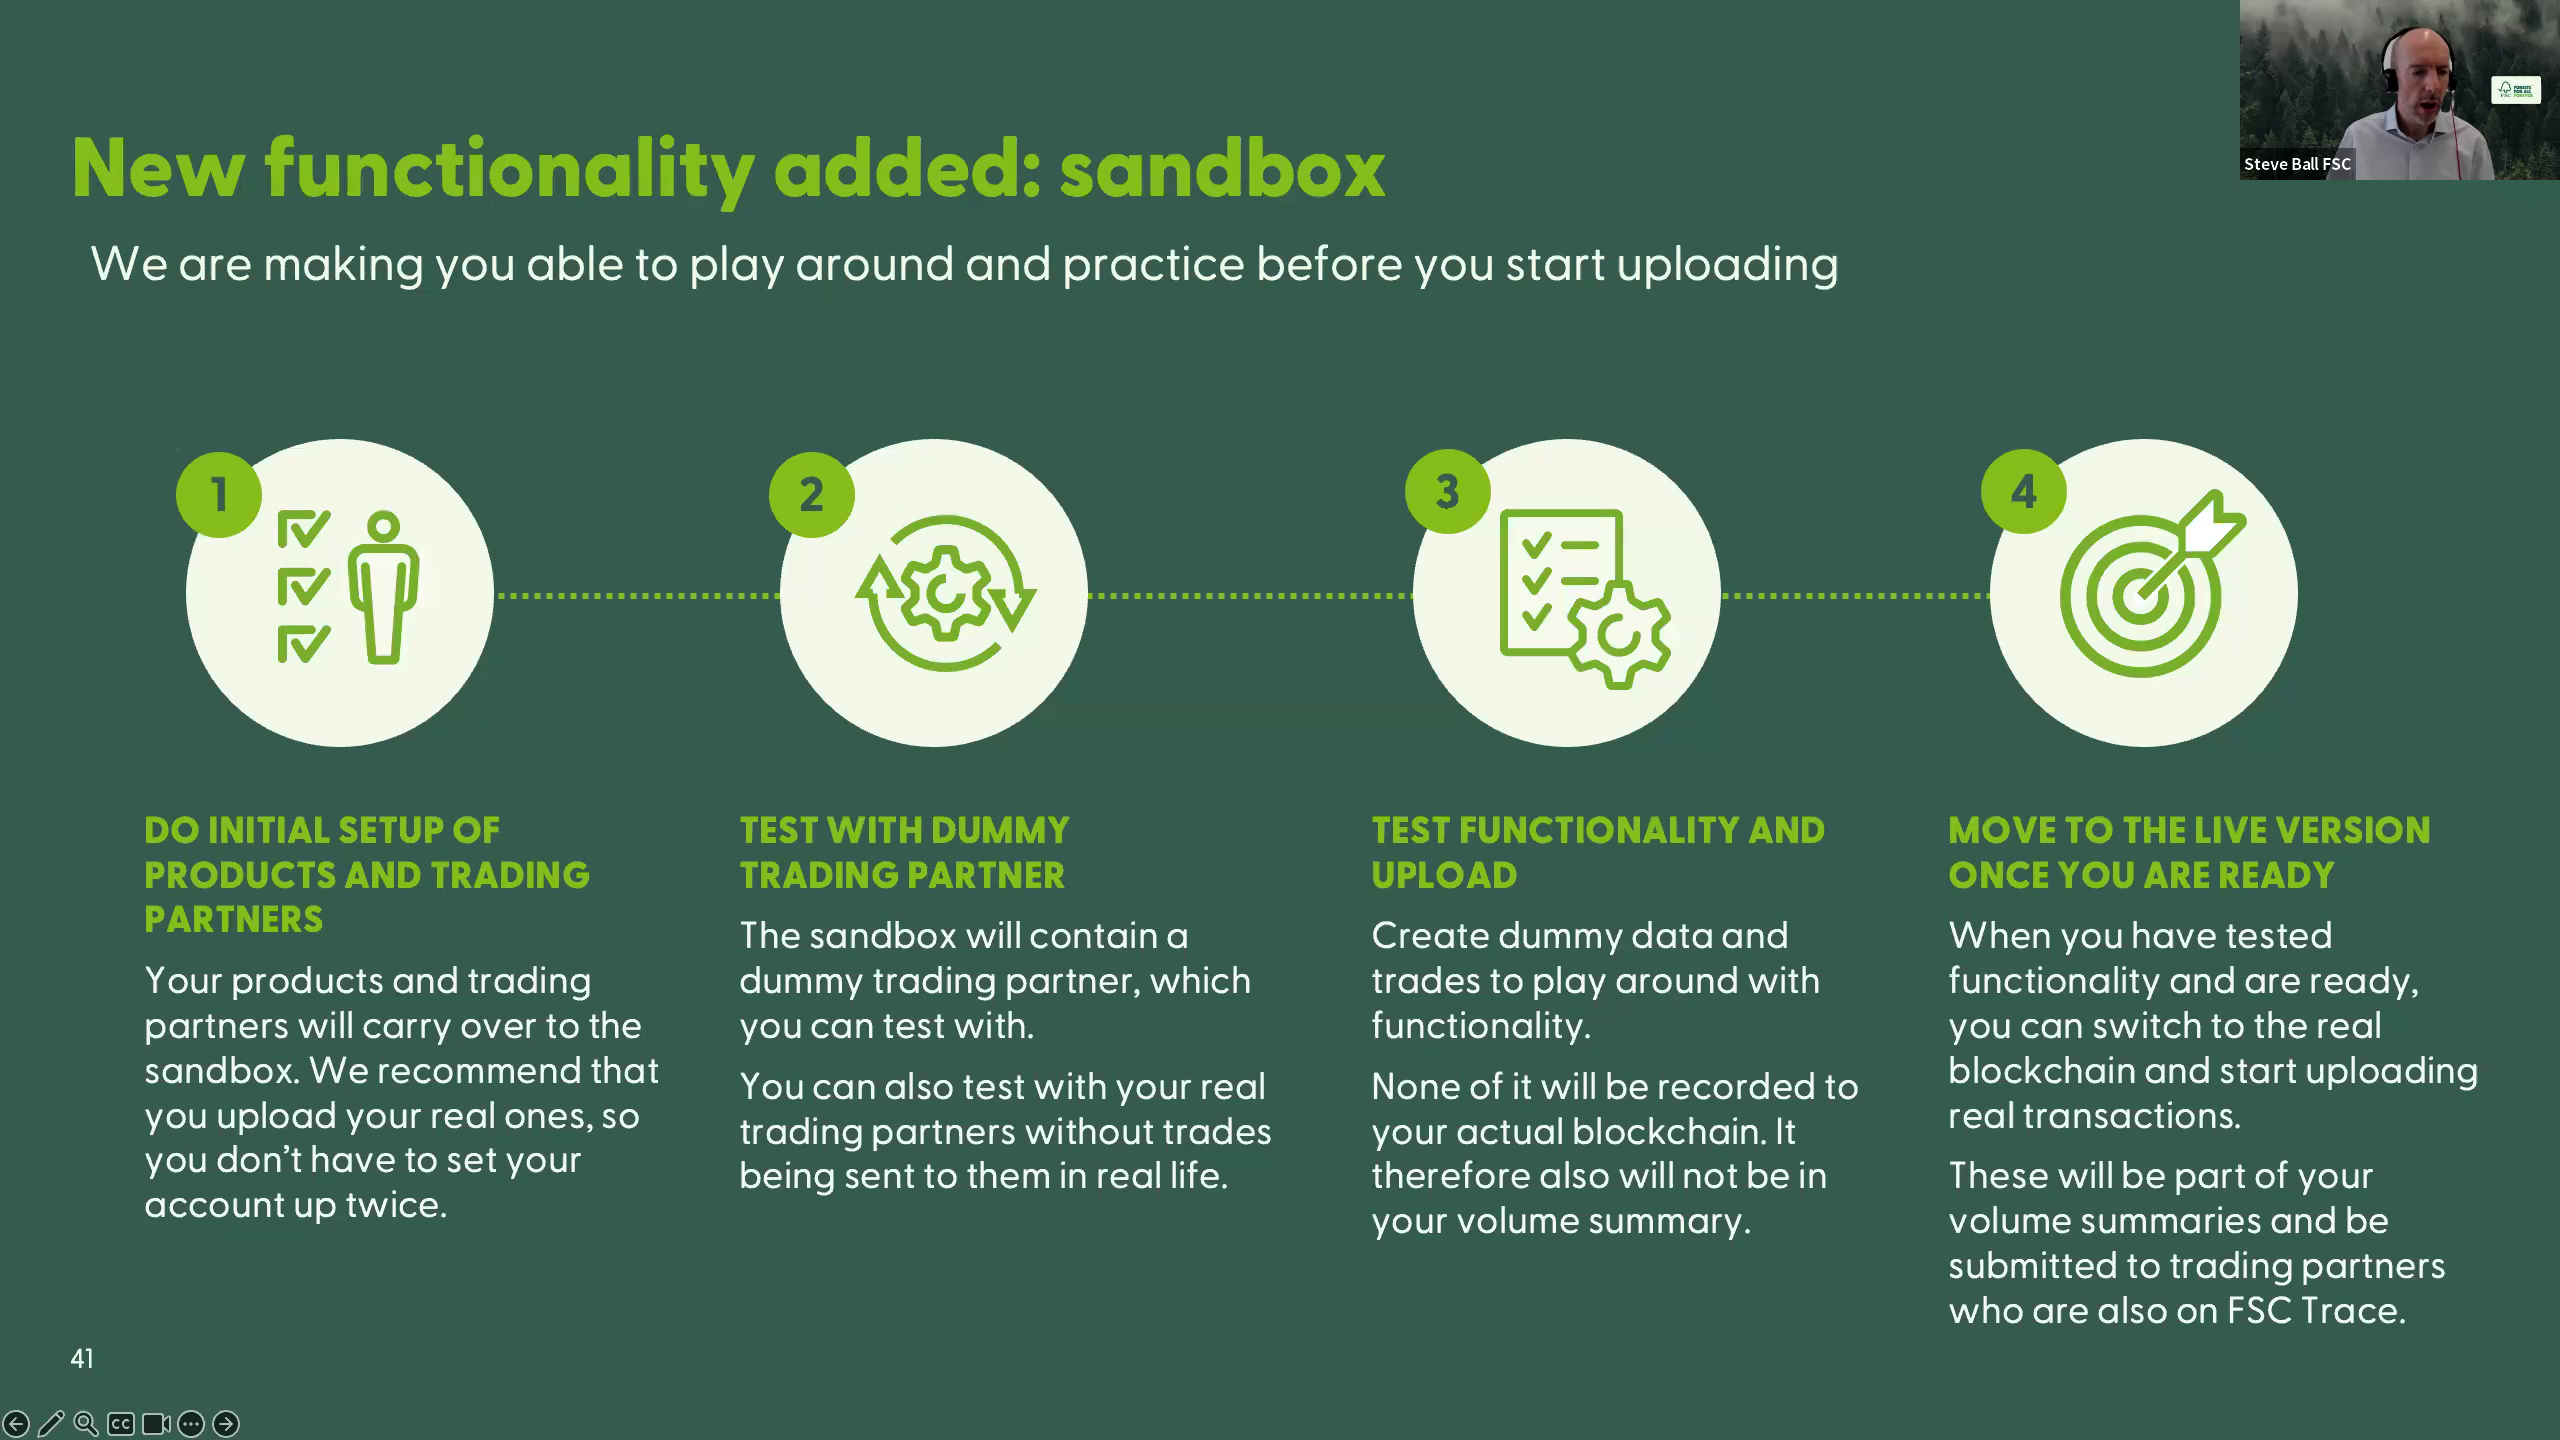 New functionality added: sandbox
We are making you able to play around and practice before you start uploading
Steve Ball FSC
FSC
FORESTS
FOR ALL
FOREVER
1
2
3
4
DO INITIAL SETUP OF
PRODUCTS AND TRADING
PARTNERS
Your products and trading
partners will carry over to the
sandbox. We recommend that
you upload your real ones, so
you don’t have to set your
account up twice.
TEST WITH DUMMY
TRADING PARTNER
The sandbox will contain a
dummy trading partner, which
you can test with.
You can also test with your real
trading partners without trades
being sent to them in real life.
TEST FUNCTIONALITY AND
UPLOAD
Create dummy data and
trades to play around with
functionality.
None of it will be recorded to
your actual blockchain. It
therefore also will not be in
your volume summary.
MOVE TO THE LIVE VERSION
ONCE YOU ARE READY
When you have tested
functionality and are ready,
you can switch to the real
blockchain and start uploading
real transactions.
These will be part of your
volume summaries and be
submitted to trading partners
who are also on FSC Trace.
41
CC